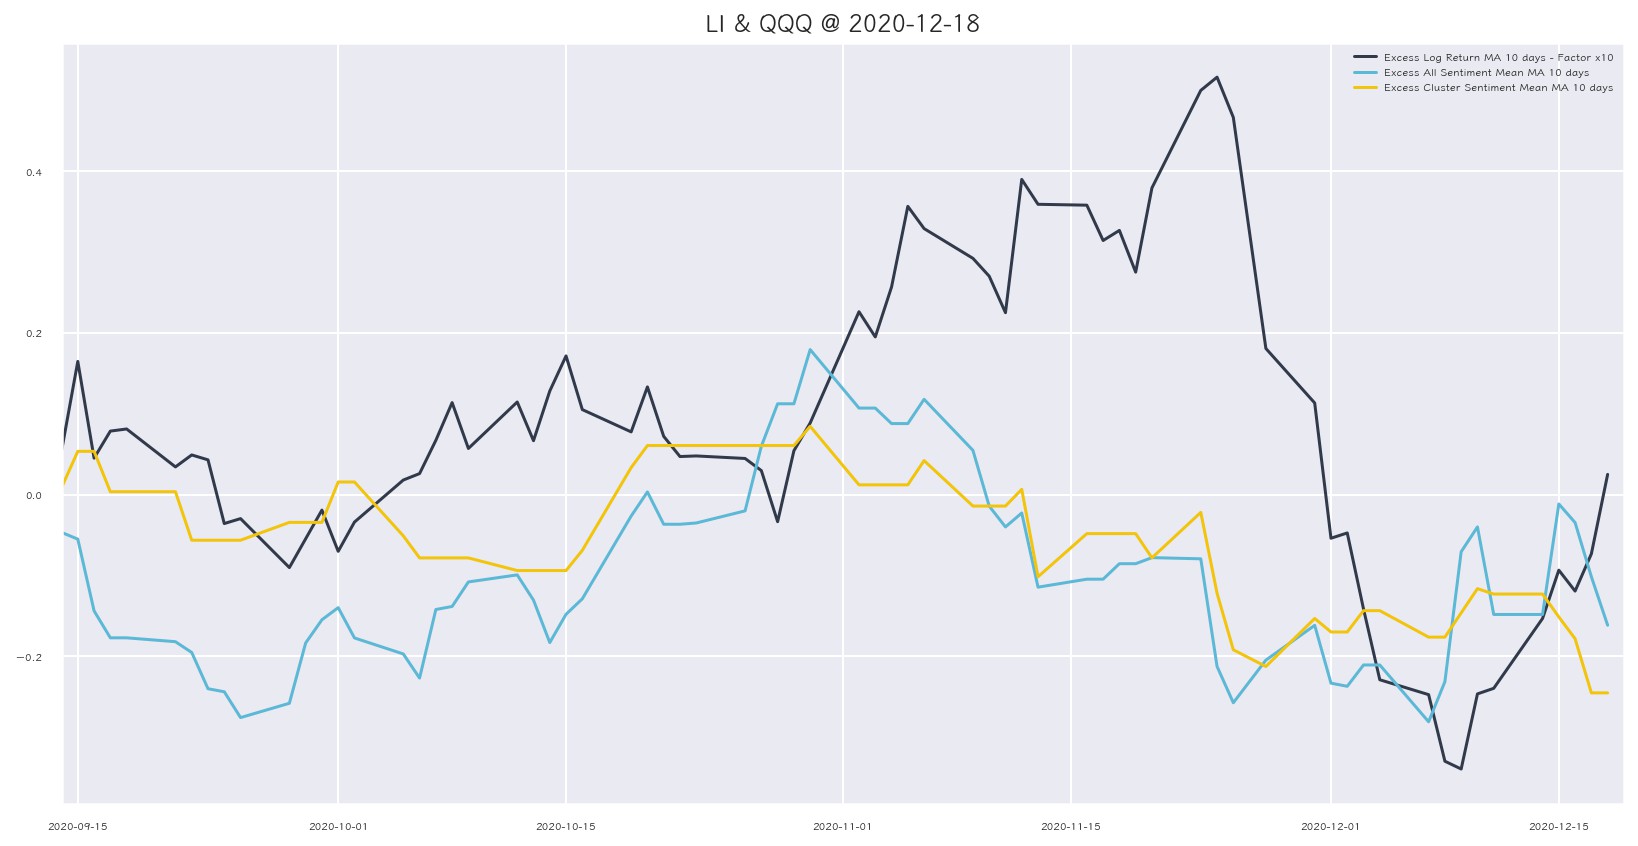 LI & QQQ @ 2020-12-18
Excess Log Return MA 10 days - Factor x10
Excess All Sentiment Mean MA 10 days
Excess Cluster Sentiment Mean MA 10 days
0.4
0.2
0.0
−0.2
2020-09-15 2020-10-01 2020-10-15 2020-11-01 2020-11-15 2020-12-01 2020-12-15